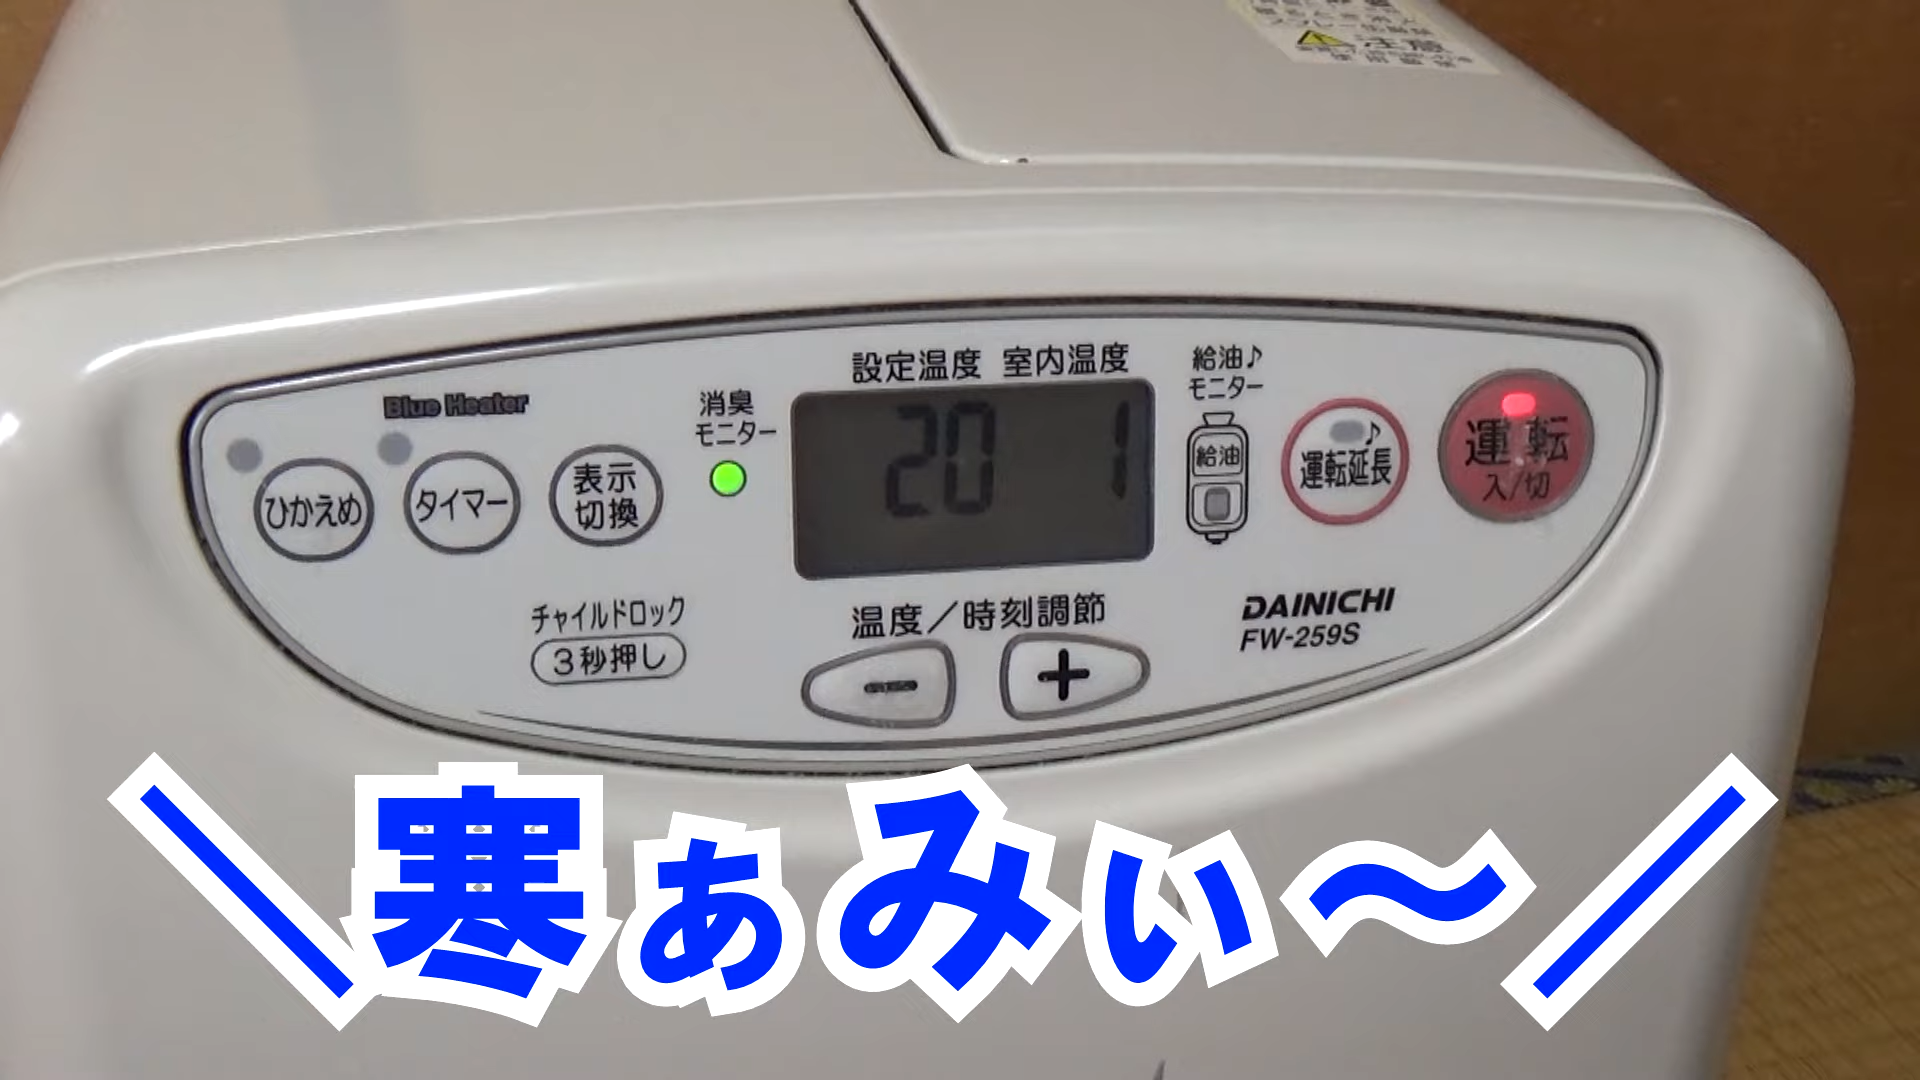 注意
設定温度 室内温度
給油♪
モニター
Blue Heater
消臭
モニター
20 1
給油
ひかえめ
タイマー
表示
切換
♪
運転延長
運転
入/切
チャイルドロック
3秒押し
温度/時刻調節
－
＋
DAINICHI
FW-259S
＼寒ぁみぃ～／